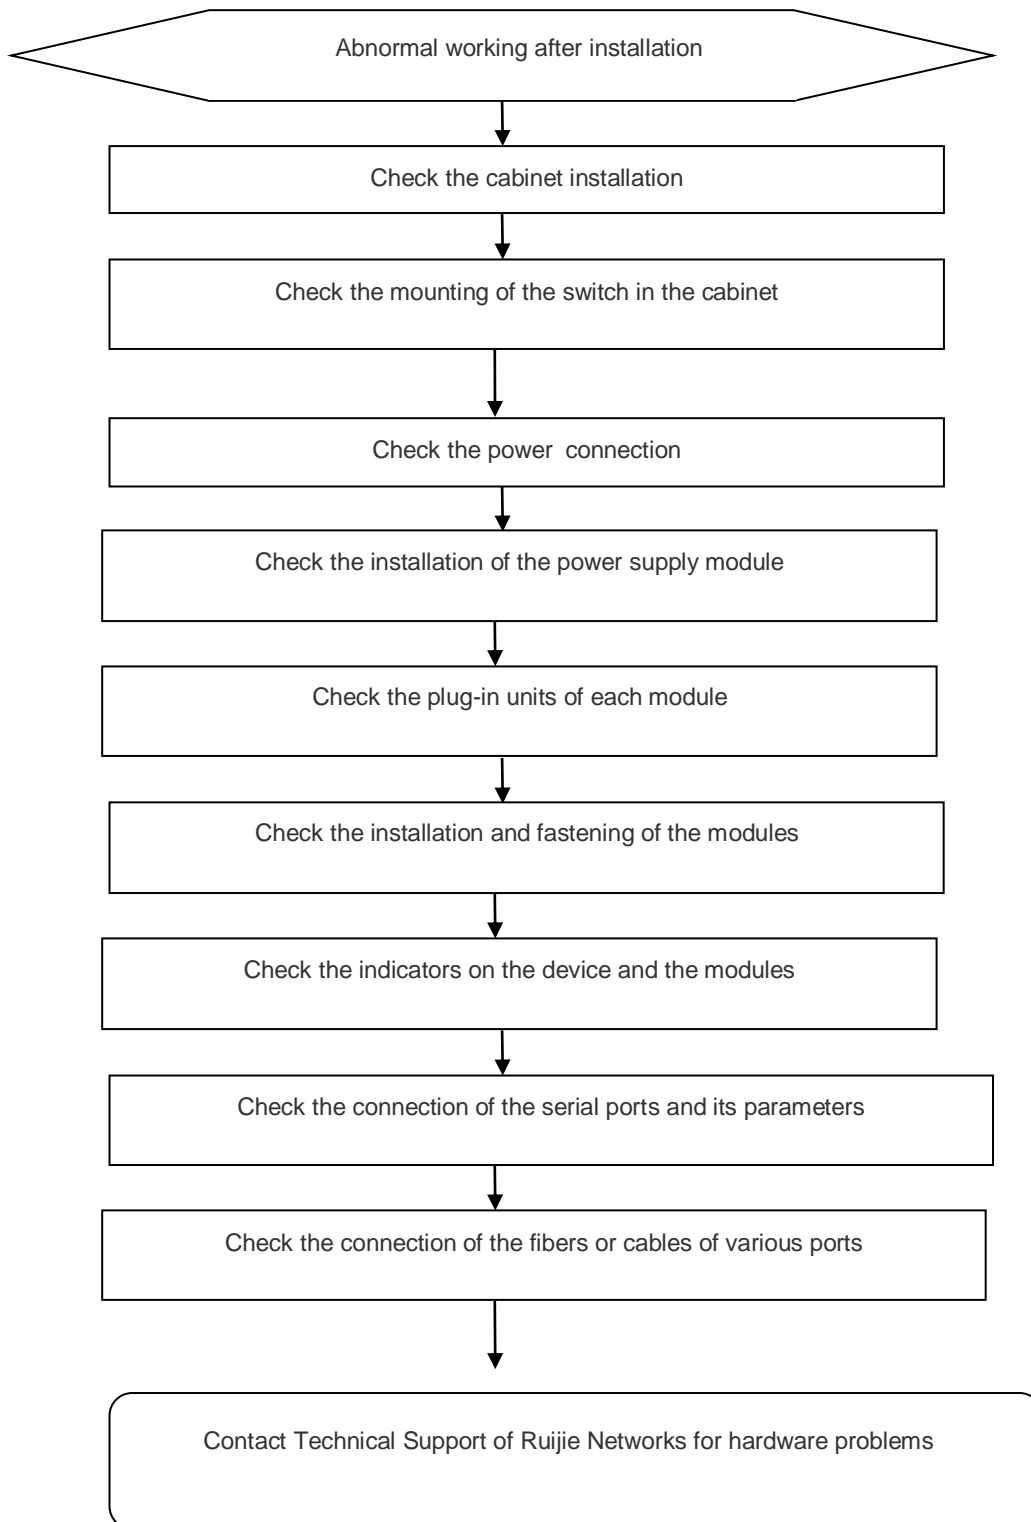 Abnormal working after installation
Check the cabinet installation
Check the mounting of the switch in the cabinet
Check the power  connection
Check the installation of the power supply module
Check the plug-in units of each module
Check the installation and fastening of the modules
Check the indicators on the device and the modules
Check the connection of the serial ports and its parameters
Check the connection of the fibers or cables of various ports
Contact Technical Support of Ruijie Networks for hardware problems